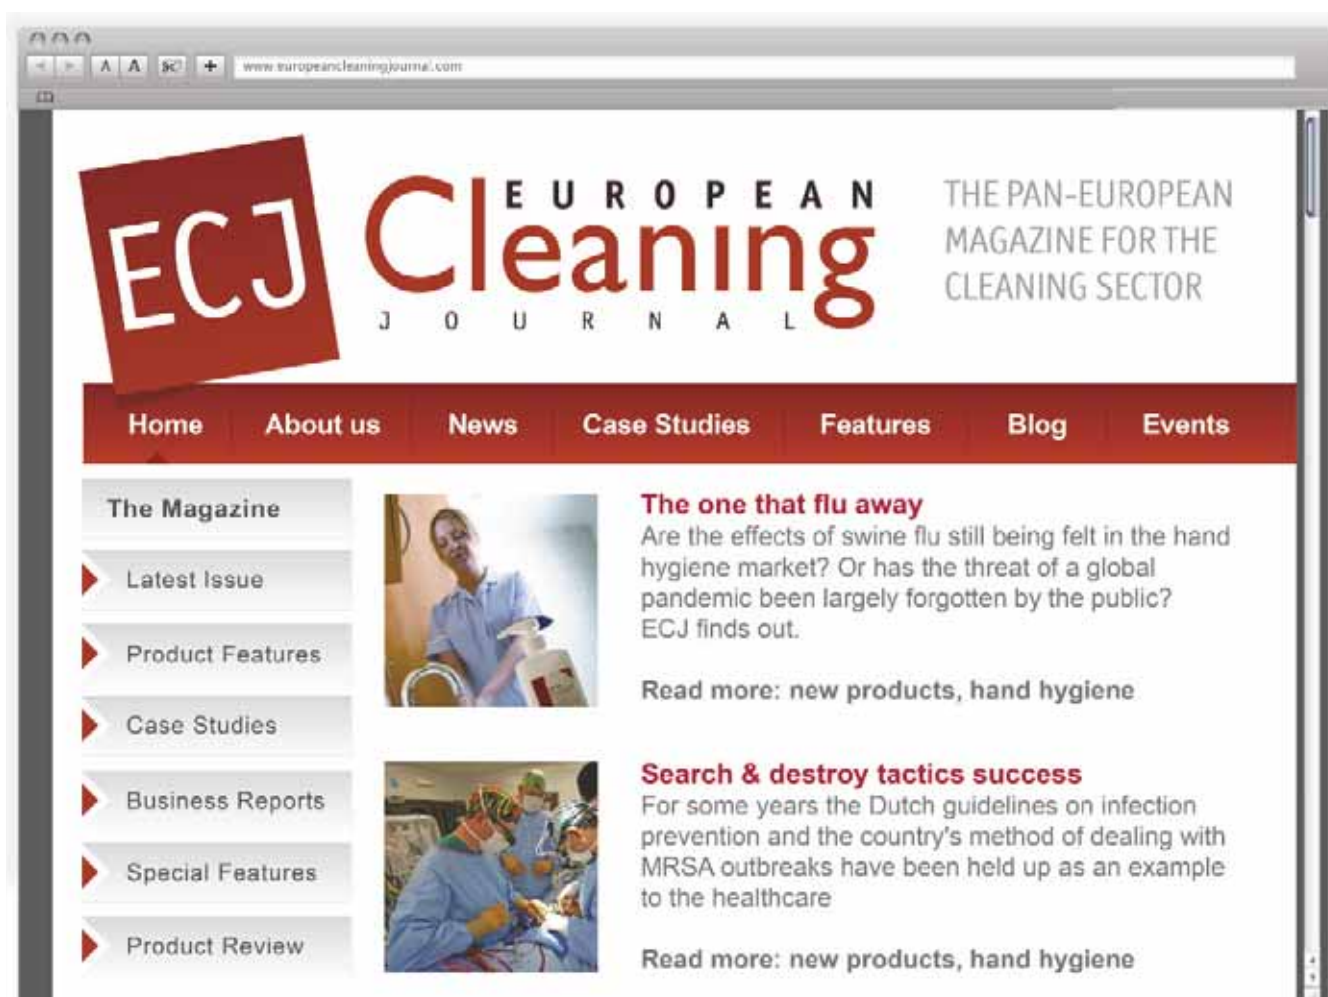 A A
www.europeancleaningjournal.com
ECJ
EUROPEAN
Cleaning
JOURNAL
THE PAN-EUROPEAN
MAGAZINE FOR THE
CLEANING SECTOR
Home About us News Case Studies Features Blog Events
The Magazine
Latest Issue
Product Features
Case Studies
Business Reports
Special Features
Product Review
The one that flu away
Are the effects of swine flu still being felt in the hand
hygiene market? Or has the threat of a global
pandemic been largely forgotten by the public?
ECJ finds out.
Read more: new products, hand hygiene
Search & destroy tactics success
For some years the Dutch guidelines on infection
prevention and the country's method of dealing with
MRSA outbreaks have been held up as an example
to the healthcare
Read more: new products, hand hygiene